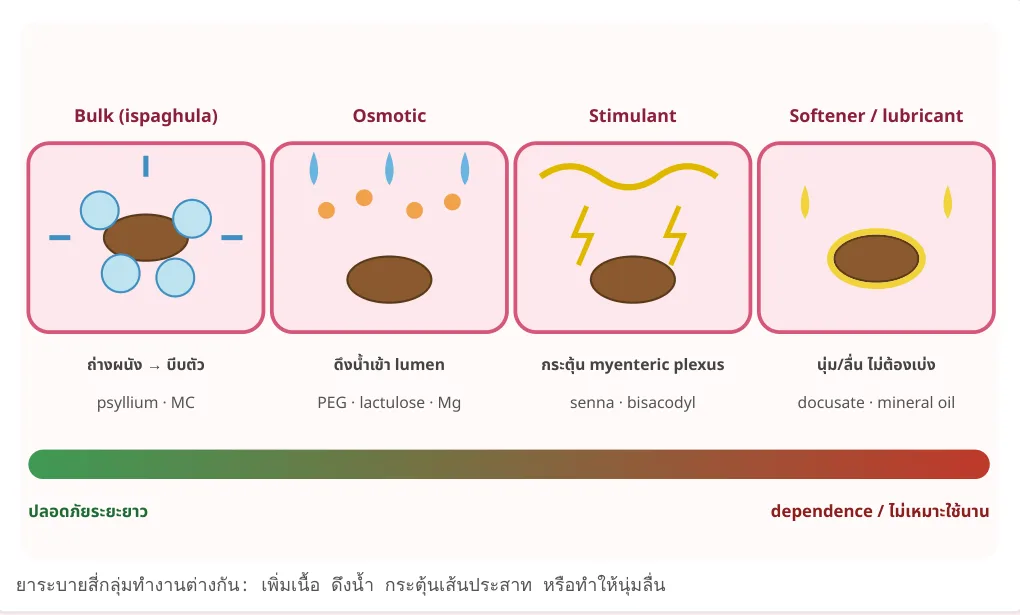 Bulk (ispaghula)
Osmotic
Stimulant
Softener / lubricant
ถ่างผนัง → บีบตัว
ดึงน้ำเข้า lumen
กระตุ้น myenteric plexus
นุ่ม/ลื่น ไม่ต้องเบ่ง
psyllium · MC
PEG · lactulose · Mg
senna · bisacodyl
docusate · mineral oil
ปลอดภัยระยะยาว
dependence / ไม่เหมาะใช้นาน
ยาระบายสี่กลุ่มทำงานต่างกัน: เพิ่มเนื้อ ดึงน้ำ กระตุ้นเส้นประสาท หรือทำให้นุ่มลื่น